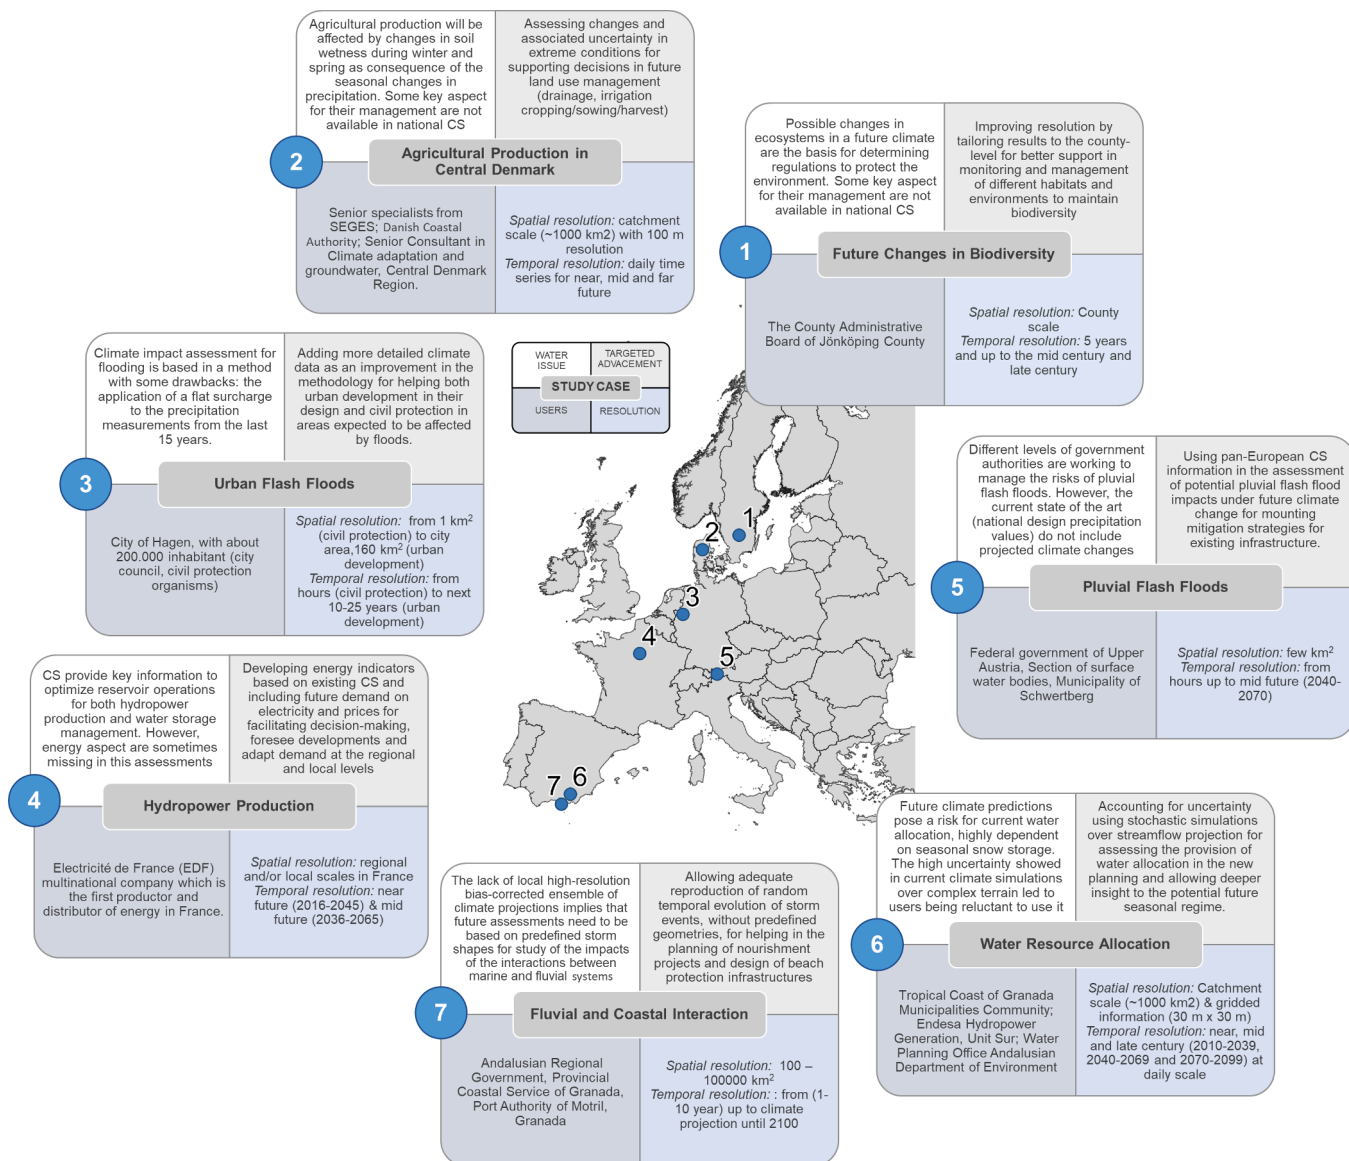 Agricultural production will be
affected by changes in soil
wetness during winter and
spring as consequence of the
seasonal changes in
precipitation. Some key aspect
for their management are not
available in national CS
Assessing changes and
associated uncertainty in
extreme conditions for
supporting decisions in future
land use management
(drainage, irrigation
cropping/sowing/harvest)
2
Agricultural Production in
Central Denmark
Senior specialists from
SEGES; Danish Coastal
Authority; Senior Consultant in
Climate adaptation and
groundwater, Central Denmark
Region.
Spatial resolution: catchment
scale (~1000 km2) with 100 m
resolution
Temporal resolution: daily time
series for near, mid and far
future
Possible changes in
ecosystems in a future climate
are the basis for determining
regulations to protect the
environment. Some key aspect
for their management are not
available in national CS
Improving resolution by
tailoring results to the county-
level for better support in
monitoring and management
of different habitats and
environments to maintain
biodiversity
1
Future Changes in Biodiversity
The County Administrative
Board of Jönköping County
Spatial resolution: County
scale
Temporal resolution: 5 years
and up to the mid century and
late century
Climate impact assessment for
flooding is based in a method
with some drawbacks: the
application of a flat surcharge
to the precipitation
measurements from the last
15 years.
Adding more detailed climate
data as an improvement in the
methodology for helping both
urban development in their
design and civil protection in
areas expected to be affected
by floods.
3
Urban Flash Floods
City of Hagen, with about
200.000 inhabitant (city
council, civil protection
organisms)
Spatial resolution: from 1 km²
(civil protection) to city
area,160 km² (urban
development)
Temporal resolution: from
hours (civil protection) to next
10-25 years (urban
development)
WATER
ISSUE
TARGETED
ADVACEMENT
STUDY CASE
USERS
RESOLUTION
1
2
3
4
5
6
7
Different levels of government
authorities are working to
manage the risks of pluvial
flash floods. However, the
current state of the art
(national design precipitation
values) do not include
projected climate changes
Using pan-European CS
information in the assessment
of potential pluvial flash flood
impacts under future climate
change for mounting
mitigation strategies for
existing infrastructure.
5
Pluvial Flash Floods
Federal government of Upper
Austria, Section of surface
water bodies, Municipality of
Schwertberg
Spatial resolution: few km²
Temporal resolution: from
hours up to mid future (2040-
2070)
CS provide key information to
optimize reservoir operations
for both hydropower
production and water storage
management. However,
energy aspect are sometimes
missing in this assessments
Developing energy indicators
based on existing CS and
including future demand on
electricity and prices for
facilitating decision-making,
foresee developments and
adapt demand at the regional
and local levels
4
Hydropower Production
Electricité de France (EDF)
multinational company which is
the first productor and
distributor of energy in France.
Spatial resolution: regional
and/or local scales in France
Temporal resolution: near
future (2016-2045) & mid
future (2036-2065)
Future climate predictions
pose a risk for current water
allocation, highly dependent
on seasonal snow storage.
The high uncertainty showed
in current climate simulations
over complex terrain led to
users being reluctant to use it
Accounting for uncertainty
using stochastic simulations
over streamflow projection for
assessing the provision of
water allocation in the new
planning and allowing deeper
insight to the potential future
seasonal regime.
6
Water Resource Allocation
Tropical Coast of Granada
Municipalities Community;
Endesa Hydropower
Generation, Unit Sur; Water
Planning Office Andalusian
Department of Environment
Spatial resolution: Catchment
scale (~1000 km2) & gridded
information (30 m x 30 m)
Temporal resolution: near, mid
and late century (2010-2039,
2040-2069 and 2070-2099) at
daily scale
The lack of local high-resolution
bias-corrected ensemble of
climate projections implies that
future assessments need to be
based on predefined storm
shapes for study of the impacts
of the interactions between
marine and fluvial systems
Allowing adequate
reproduction of random
temporal evolution of storm
events, without predefined
geometries, for helping in the
planning of nourishment
projects and design of beach
protection infrastructures
7
Fluvial and Coastal Interaction
Andalusian Regional
Government, Provincial
Coastal Service of Granada,
Port Authority of Motril,
Granada
Spatial resolution: 100 –
100000 km²
Temporal resolution: : from (1-
10 year) up to climate
projection until 2100